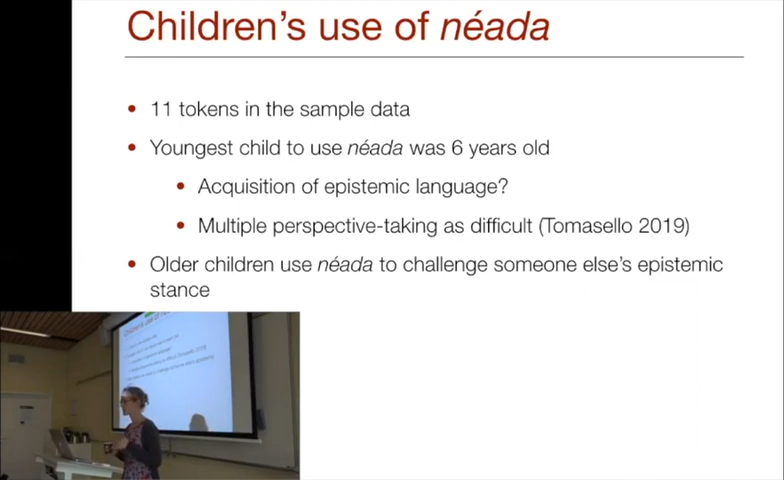 Children's use of néada
• 11 tokens in the sample data
• Youngest child to use néada was 6 years old
• Acquisition of epistemic language?
• Multiple perspective-taking as difficult (Tomasello 2019)
• Older children use néada to challenge someone else's epistemic
stance